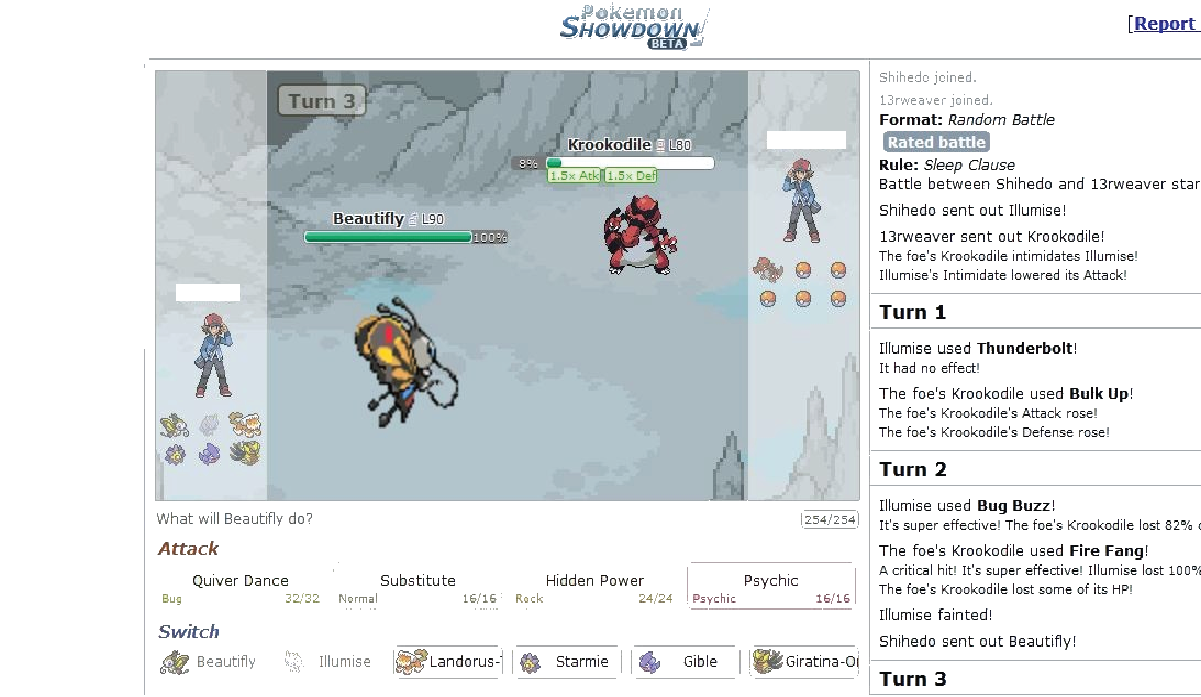 Pokemon
SHOWDOWN!
BETA
[Report
Turn 3
Krookodile L80
8%
1.5x Atk 1.5x Def
Beautifly L90
100%
Shihedo joined.
13rweaver joined.
Format: Random Battle
Rated battle
Rule: Sleep Clause
Battle between Shihedo and 13rweaver star
Shihedo sent out Illumise!
13rweaver sent out Krookodile!
The foe's Krookodile intimidates Illumise!
Illumise's Intimidate lowered its Attack!
Turn 1
Illumise used Thunderbolt!
It had no effect!
The foe's Krookodile used Bulk Up!
The foe's Krookodile's Attack rose!
The foe's Krookodile's Defense rose!
Turn 2
Illumise used Bug Buzz!
It's super effective! The foe's Krookodile lost 82%
The foe's Krookodile used Fire Fang!
A critical hit! It's super effective! Illumise lost 100%
The foe's Krookodile lost some of its HP!
Illumise fainted!
Shihedo sent out Beautifly!
Turn 3
What will Beautifly do?
254/254
Attack
Quiver Dance
Bug 32/32
Substitute
Normal 16/16
Hidden Power
Rock 24/24
Psychic
Psychic 16/16
Switch
Beautifly
Illumise
Landorus-T
Starmie
Gible
Giratina-Or